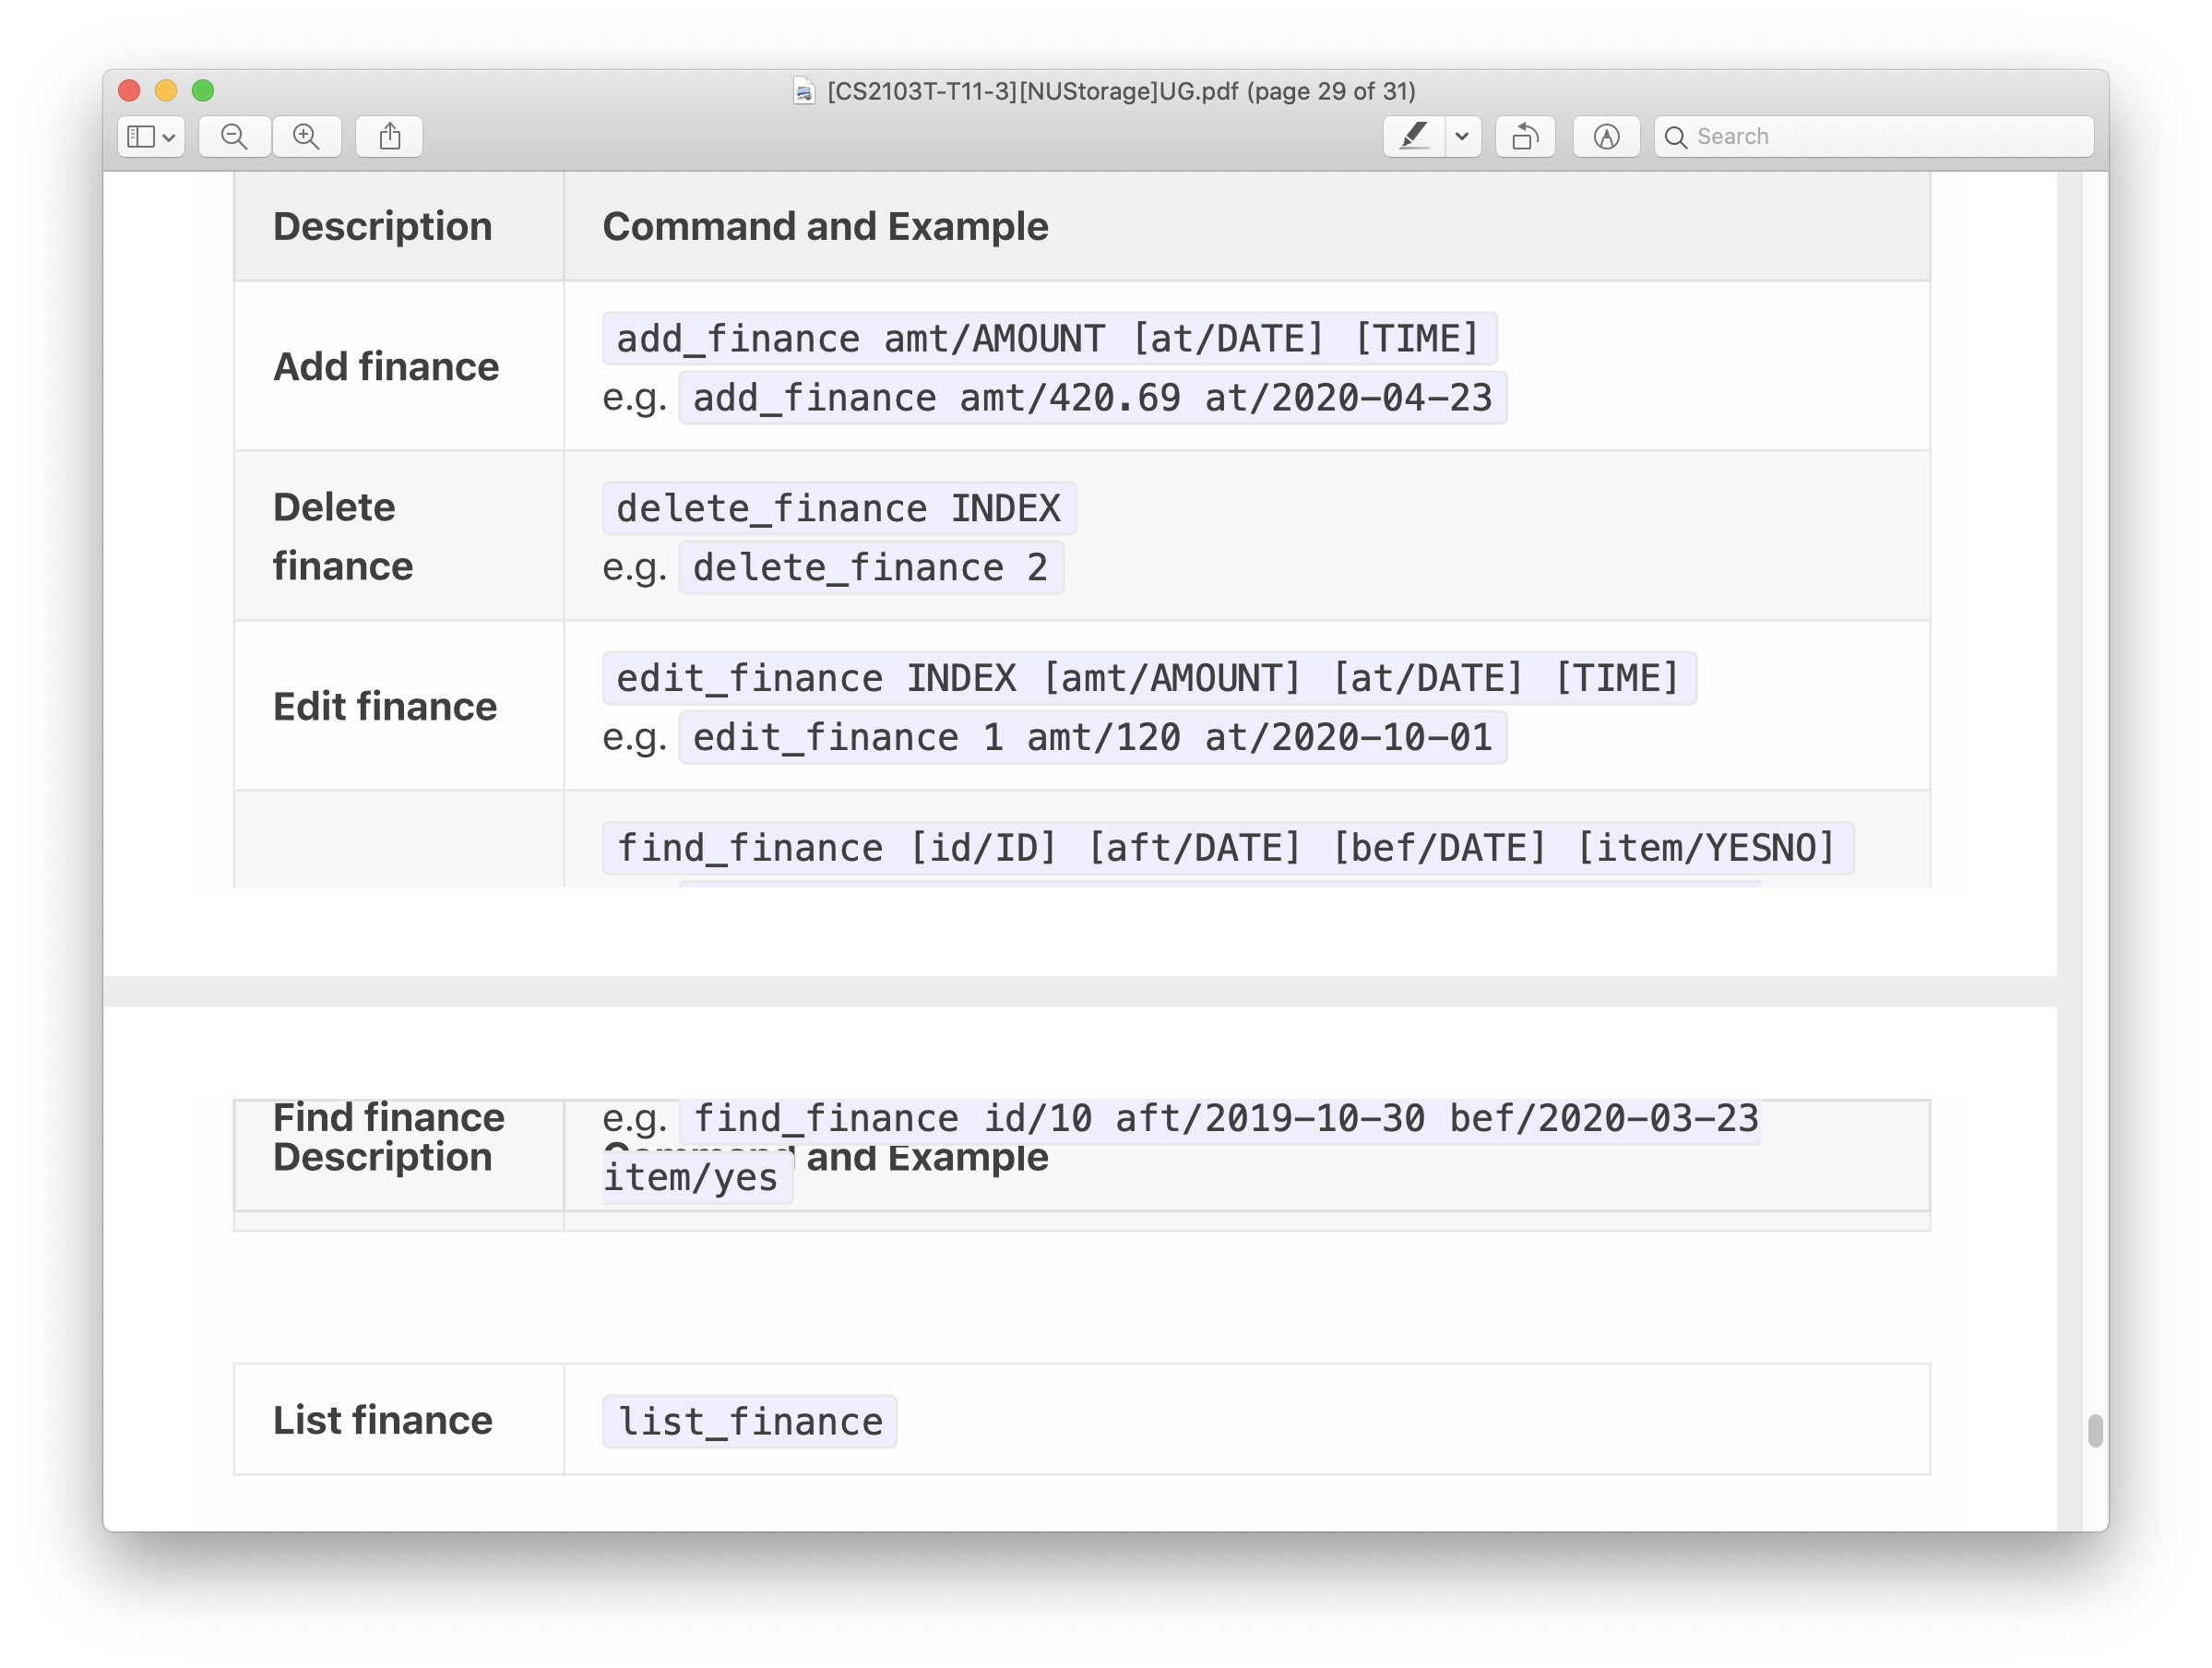 [CS2103T-T11-3][NUStorage]UG.pdf (page 29 of 31)
Search
Description Command and Example
Add finance
add_finance amt/AMOUNT [at/DATE] [TIME]
e.g. add_finance amt/420.69 at/2020-04-23
Delete
finance
delete_finance INDEX
e.g. delete_finance 2
Edit finance
edit_finance INDEX [amt/AMOUNT] [at/DATE] [TIME]
e.g. edit_finance 1 amt/120 at/2020-10-01
find_finance [id/ID] [aft/DATE] [bef/DATE] [item/YESNO]
Find finance e.g. find_finance id/10 aft/2019-10-30 bef/2020-03-23
Description Command and Example
item/yes
List finance list_finance